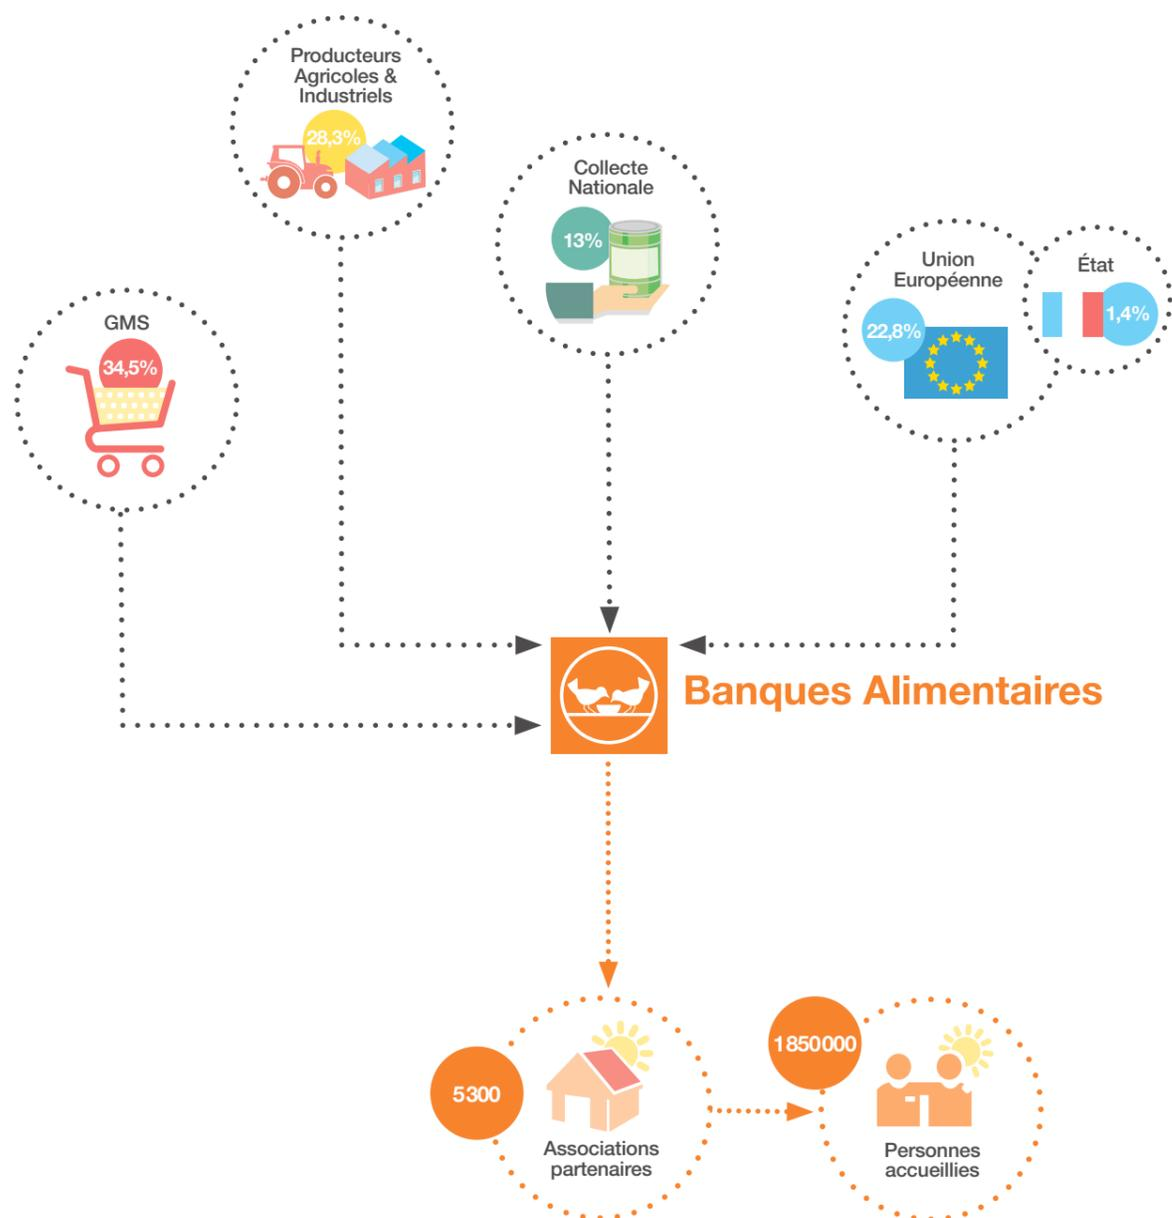 Producteurs
Agricoles &
Industriels
28,3%
Collecte
Nationale
13%
Union
Européenne
22,8%
État
1,4%
GMS
34,5%
Banques Alimentaires
5300
Associations
partenaires
1850000
Personnes
accueillies